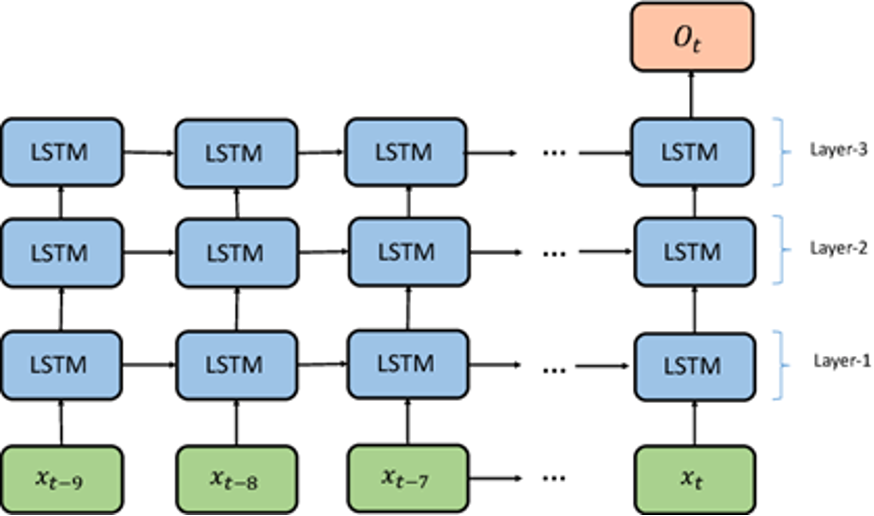 O_t
LSTM LSTM LSTM ... LSTM Layer-3
LSTM LSTM LSTM ... LSTM Layer-2
LSTM LSTM LSTM ... LSTM Layer-1
x_{t−9} x_{t−8} x_{t−7} ... x_t